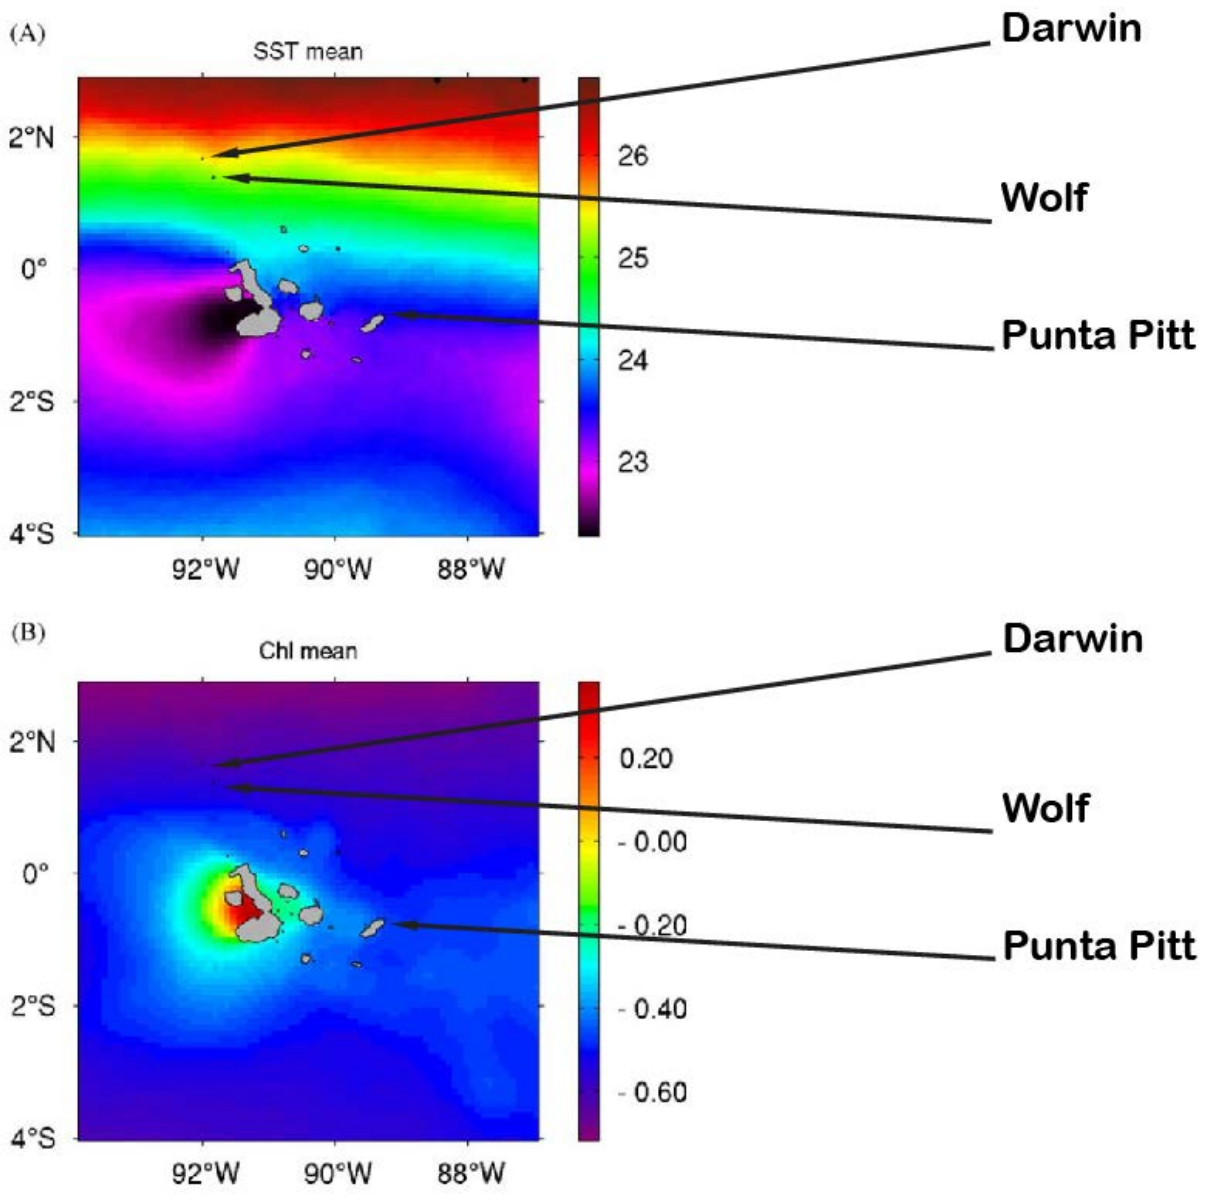 (A)
SST mean
Darwin
2°N
26
Wolf
25
0°
Punta Pitt
24
2°S
23
4°S
92°W 90°W 88°W
(B)
Chl mean
Darwin
2°N
0.20
Wolf
- 0.00
0°
- 0.20
Punta Pitt
2°S
- 0.40
- 0.60
4°S
92°W 90°W 88°W